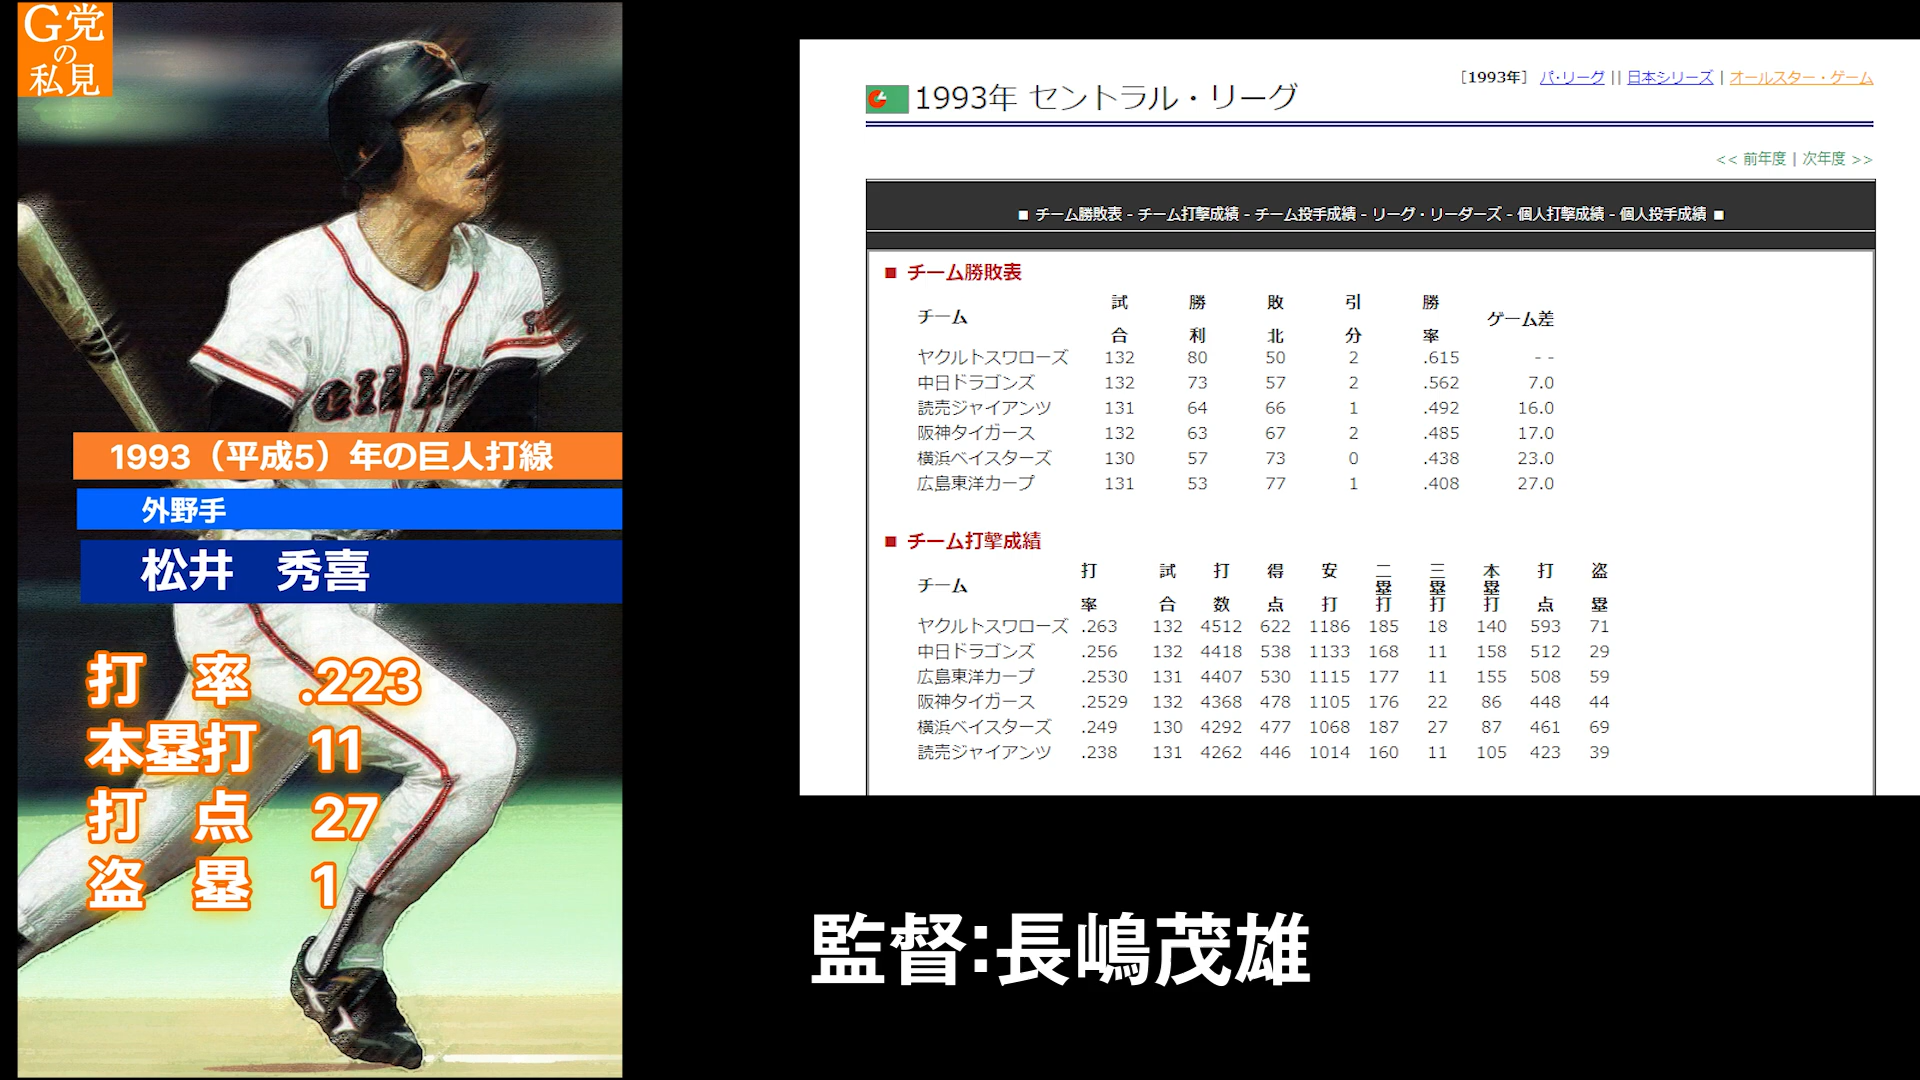 G党
の
私見
1993（平成5）年の巨人打線
外野手
松井　秀喜
打　率　.223
本塁打　11
打　点　27
盗　塁　1
［1993年］ パ・リーグ || 日本シリーズ | オールスター・ゲーム
1993年 セントラル・リーグ
<< 前年度 | 次年度 >>
■ チーム勝敗表 - チーム打撃成績 - チーム投手成績 - リーグ・リーダーズ - 個人打撃成績 - 個人投手成績 ■
■ チーム勝敗表
チーム 試合 勝利 敗北 引分 勝率 ゲーム差
ヤクルトスワローズ 132 80 50 2 .615 - -
中日ドラゴンズ 132 73 57 2 .562 7.0
読売ジャイアンツ 131 64 66 1 .492 16.0
阪神タイガース 132 63 67 2 .485 17.0
横浜ベイスターズ 130 57 73 0 .438 23.0
広島東洋カープ 131 53 77 1 .408 27.0
■ チーム打撃成績
チーム 打率 試合 打数 得点 安打 二塁打 三塁打 本塁打 打点 盗塁
ヤクルトスワローズ .263 132 4512 622 1186 185 18 140 593 71
中日ドラゴンズ .256 132 4418 538 1133 168 11 158 512 29
広島東洋カープ .2530 131 4407 530 1115 177 11 155 508 59
阪神タイガース .2529 132 4368 478 1105 176 22 86 448 44
横浜ベイスターズ .249 130 4292 477 1068 187 27 87 461 69
読売ジャイアンツ .238 131 4262 446 1014 160 11 105 423 39
監督:長嶋茂雄